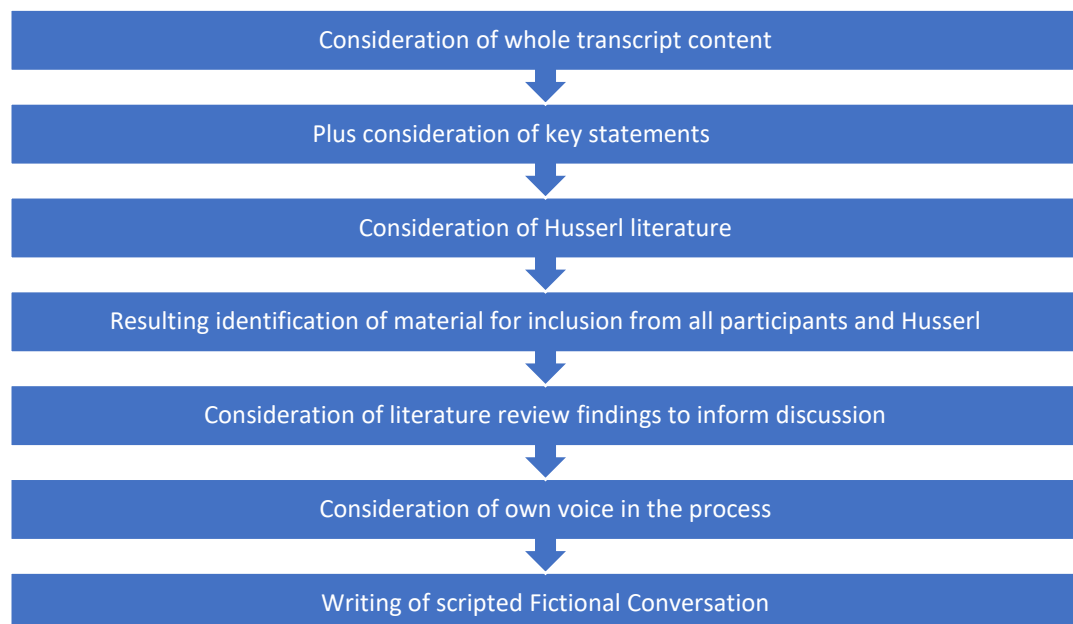 Consideration of whole transcript content
Plus consideration of key statements
Consideration of Husserl literature
Resulting identification of material for inclusion from all participants and Husserl
Consideration of literature review findings to inform discussion
Consideration of own voice in the process
Writing of scripted Fictional Conversation